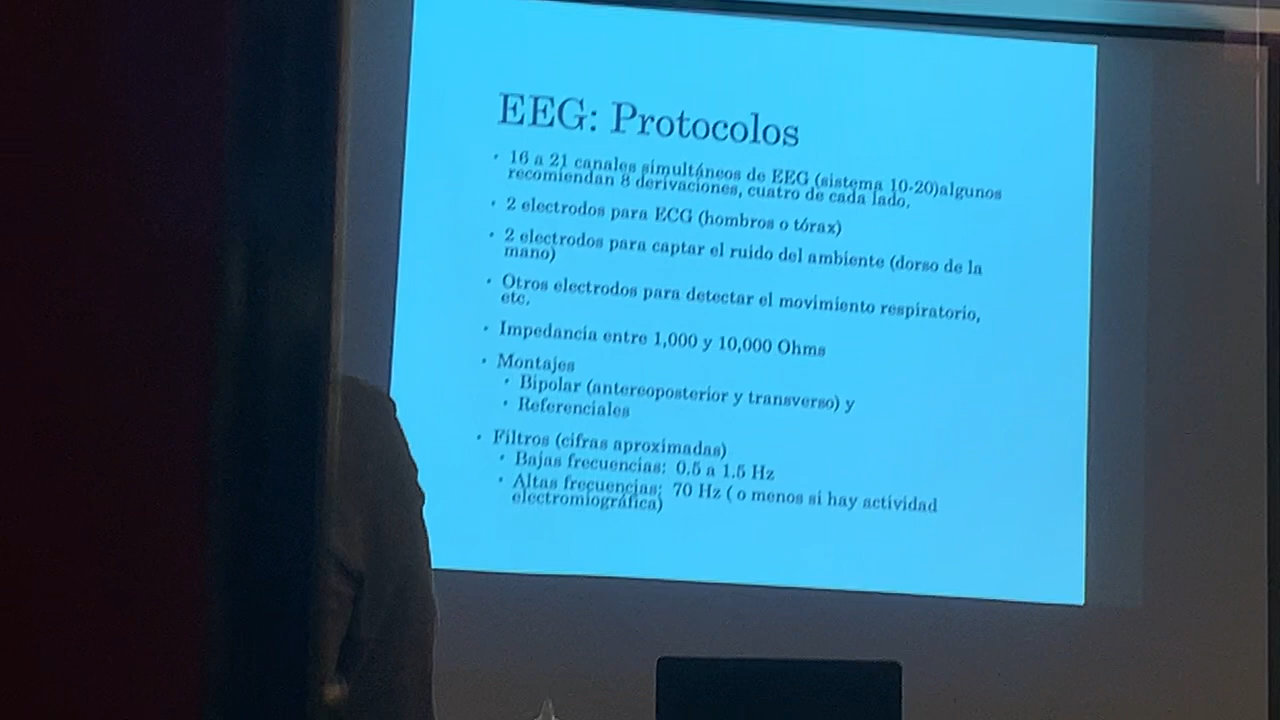 EEG: Protocolos
• 16 a 21 canales simultáneos de EEG (sistema 10-20)algunos
recomiendan 8 derivaciones, cuatro de cada lado.
• 2 electrodos para ECG (hombros o tórax)
• 2 electrodos para captar el ruido del ambiente (dorso de la
mano)
• Otros electrodos para detectar el movimiento respiratorio,
etc.
• Impedancia entre 1,000 y 10,000 Ohms
• Montajes
• Bipolar (antereoposterior y transverso) y
• Referenciales
• Filtros (cifras aproximadas)
• Bajas frecuencias: 0.5 a 1.5 Hz
• Altas frecuencias: 70 Hz ( o menos si hay actividad
electromiográfica)